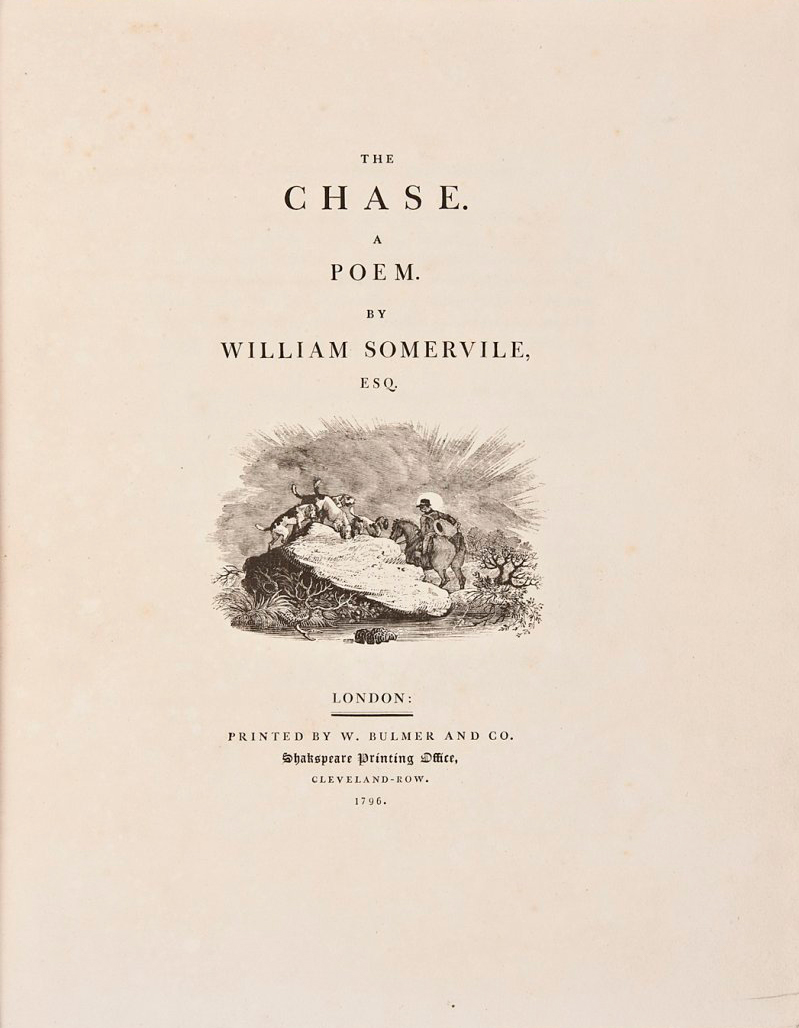 THE
CHASE.
A
POEM.
BY
WILLIAM SOMERVILE,
ESQ.
LONDON:
PRINTED BY W. BULMER AND CO.
Shakspeare Printing Office,
CLEVELAND-ROW.
1796.